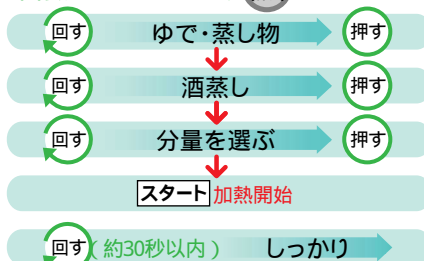 回す ゆで・蒸し物 押す
回す 酒蒸し 押す
回す 分量を選ぶ 押す
スタート 加熱開始
回す (約30秒以内) しっかり